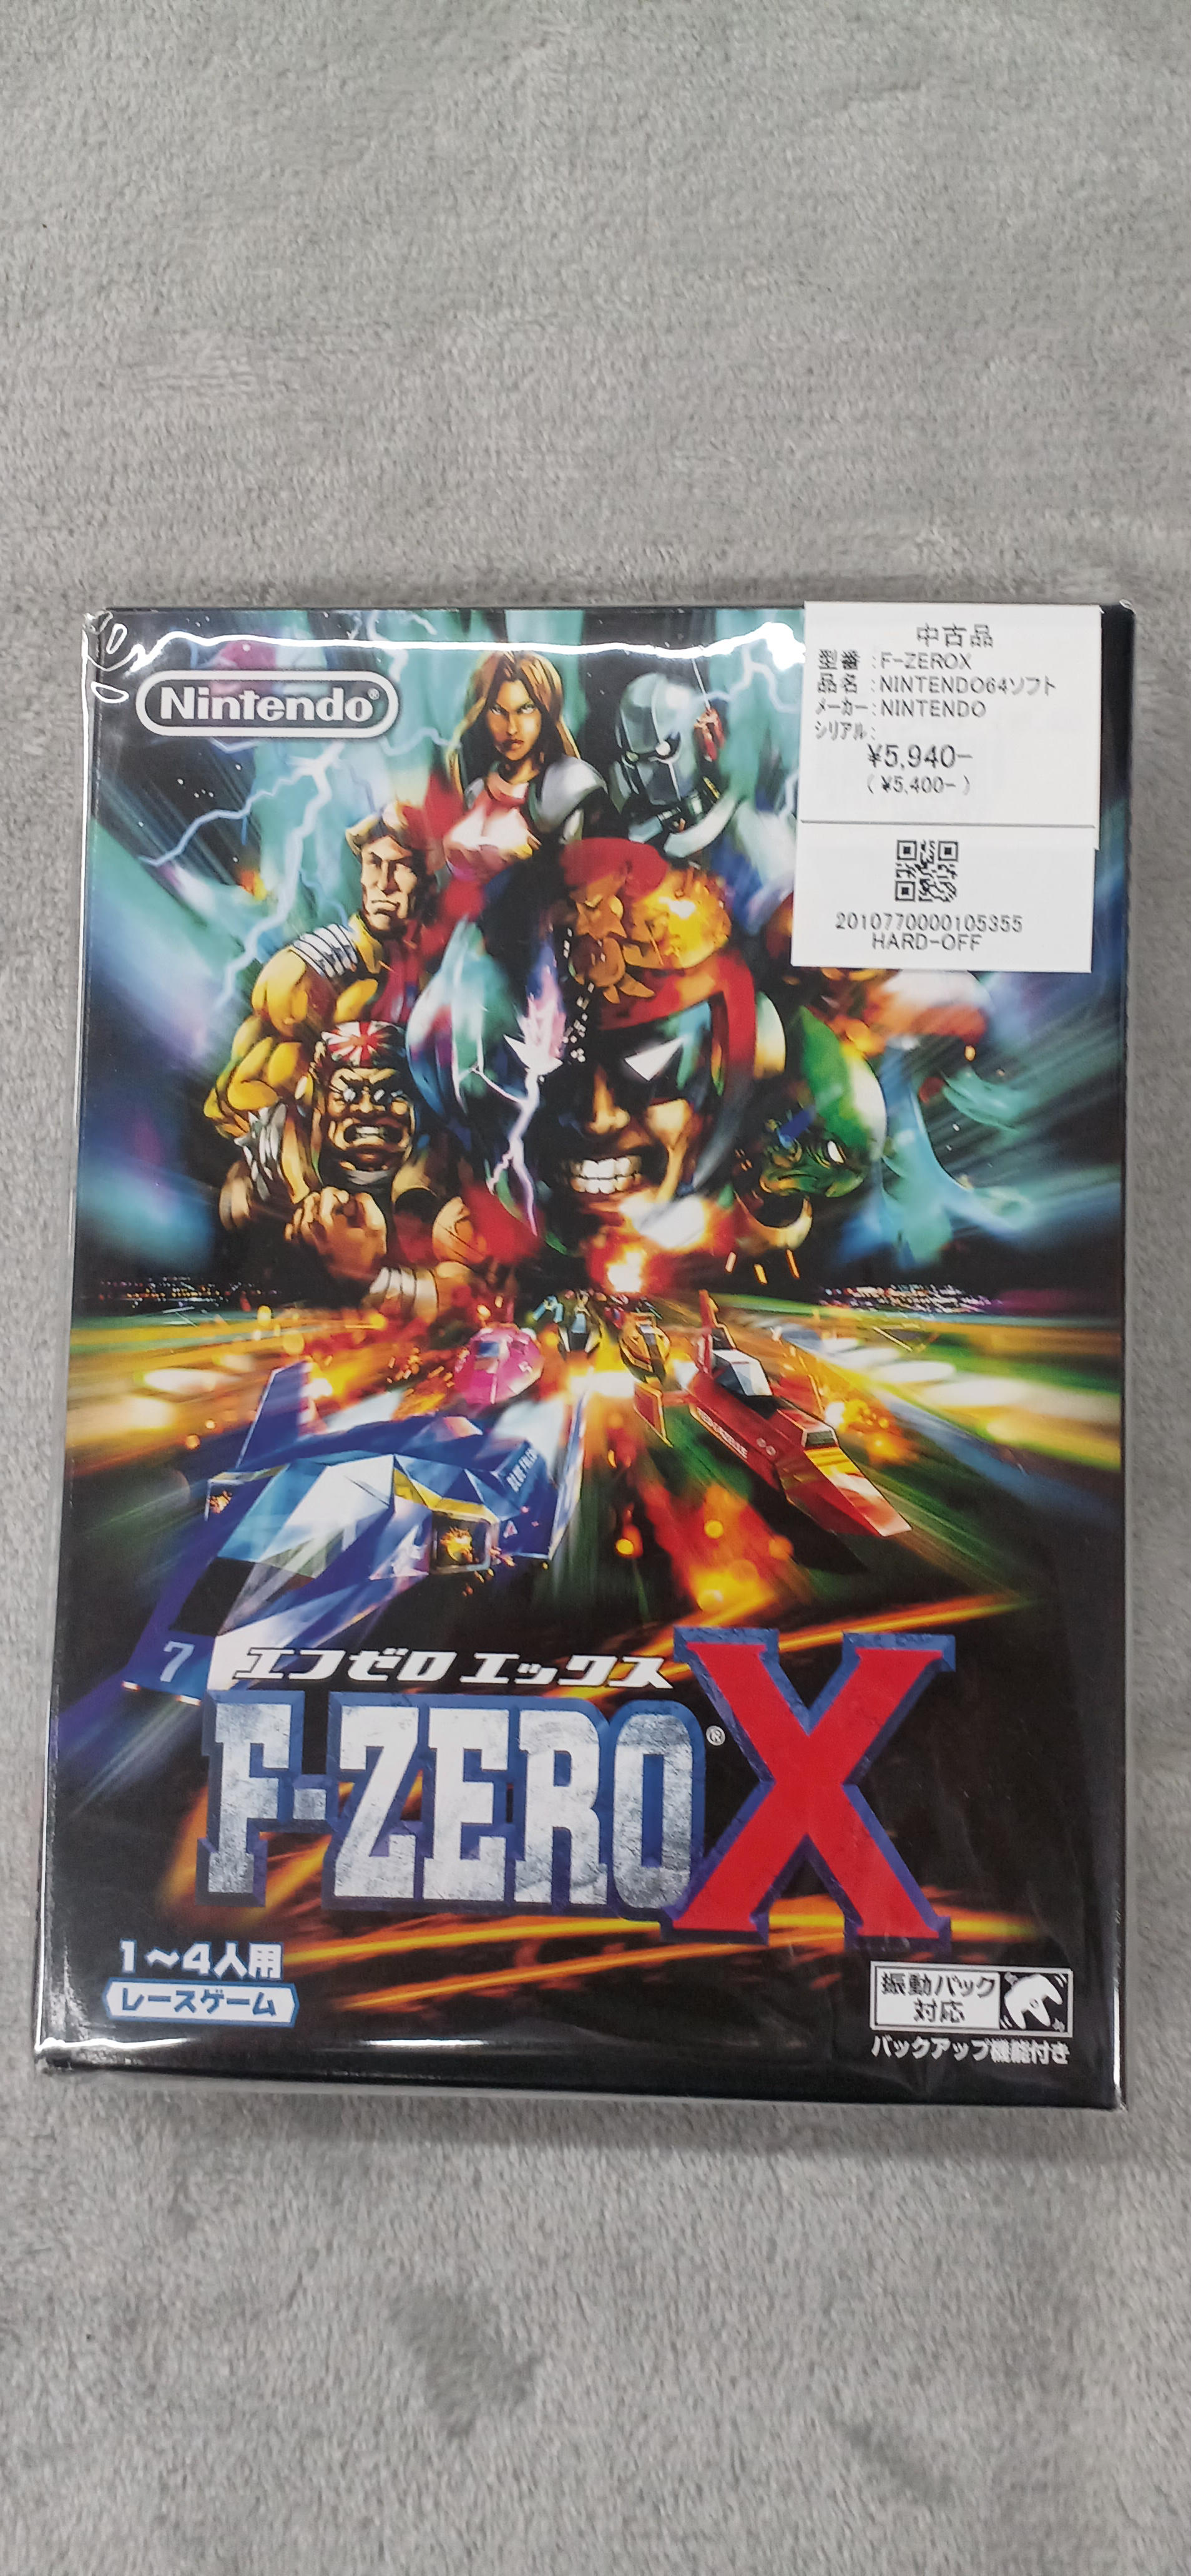 Nintendo®
中古品
型番 :F-ZEROX
品名 :NINTENDO64ソフト
メーカー:NINTENDO
シリアル:
¥5,940-
(¥5,400-)
2010770000105355
HARD-OFF
BLUE FALCO
7
エフゼロ エックス
F-ZERO® X
1〜4人用
レースゲーム
振動パック
対応
バックアップ機能付き